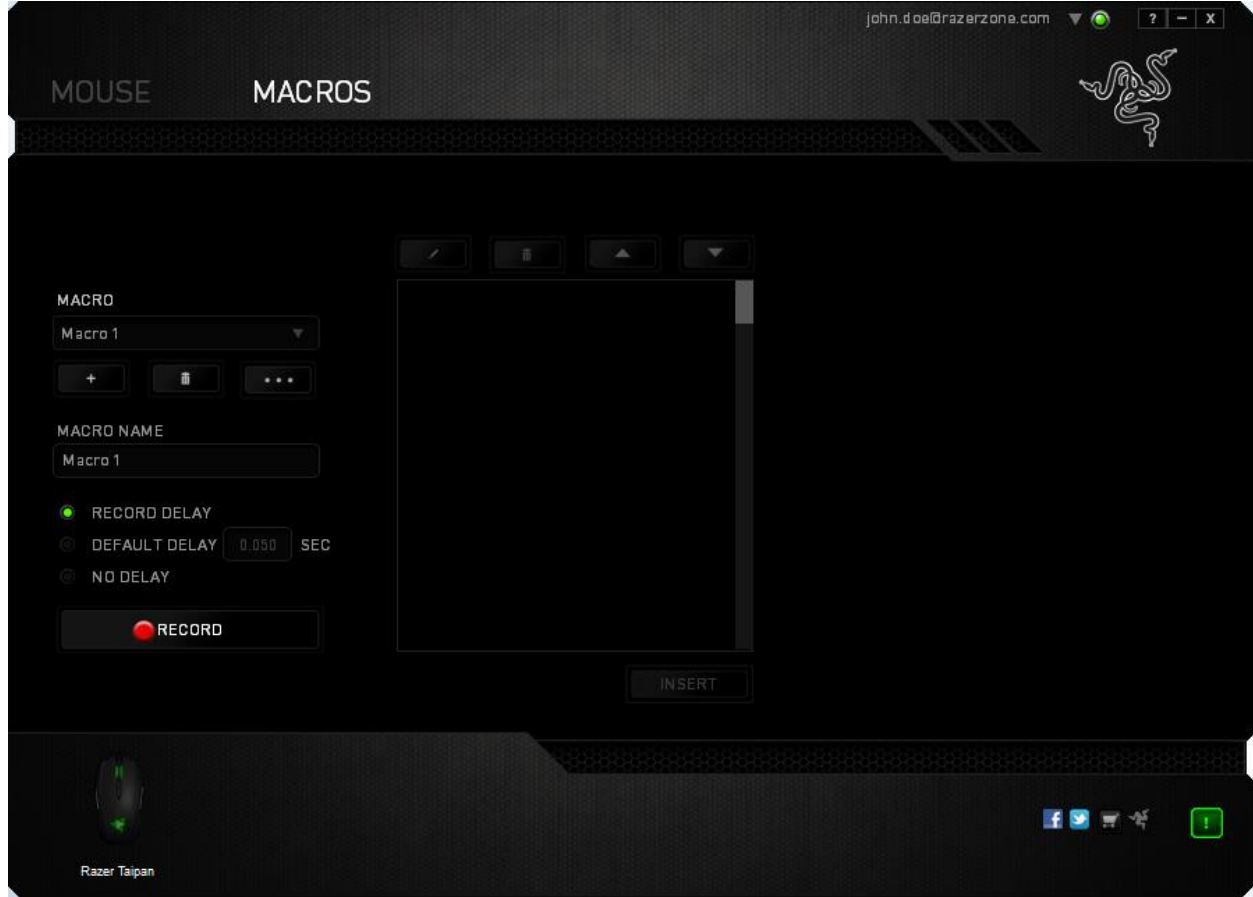 john.doe@razerzone.com
? - X
MOUSE MACROS
MACRO
Macro 1
+ ...
MACRO NAME
Macro 1
RECORD DELAY
DEFAULT DELAY 0.050 SEC
NO DELAY
RECORD
INSERT
f
!
Razer Taipan